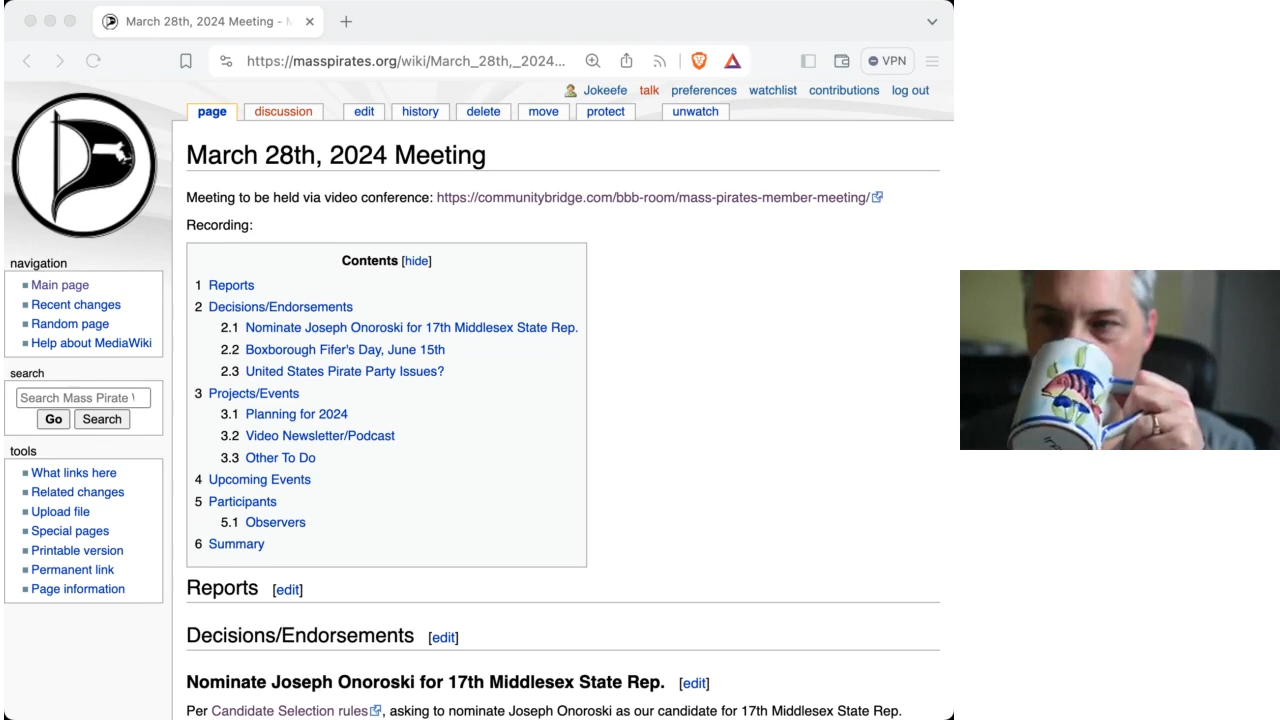 March 28th, 2024 Meeting - M
https://masspirates.org/wiki/March_28th,_2024...
VPN
Jokeefe talk preferences watchlist contributions log out
page discussion edit history delete move protect unwatch
March 28th, 2024 Meeting
Meeting to be held via video conference: https://communitybridge.com/bbb-room/mass-pirates-member-meeting/
Recording:
Contents [hide]
1 Reports
2 Decisions/Endorsements
2.1 Nominate Joseph Onoroski for 17th Middlesex State Rep.
2.2 Boxborough Fifer's Day, June 15th
2.3 United States Pirate Party Issues?
3 Projects/Events
3.1 Planning for 2024
3.2 Video Newsletter/Podcast
3.3 Other To Do
4 Upcoming Events
5 Participants
5.1 Observers
6 Summary
Reports [edit]
Decisions/Endorsements [edit]
Nominate Joseph Onoroski for 17th Middlesex State Rep. [edit]
Per Candidate Selection rules, asking to nominate Joseph Onoroski as our candidate for 17th Middlesex State Rep.
navigation
Main page
Recent changes
Random page
Help about MediaWiki
search
Search Mass Pirate
Go Search
tools
What links here
Related changes
Upload file
Special pages
Printable version
Permanent link
Page information